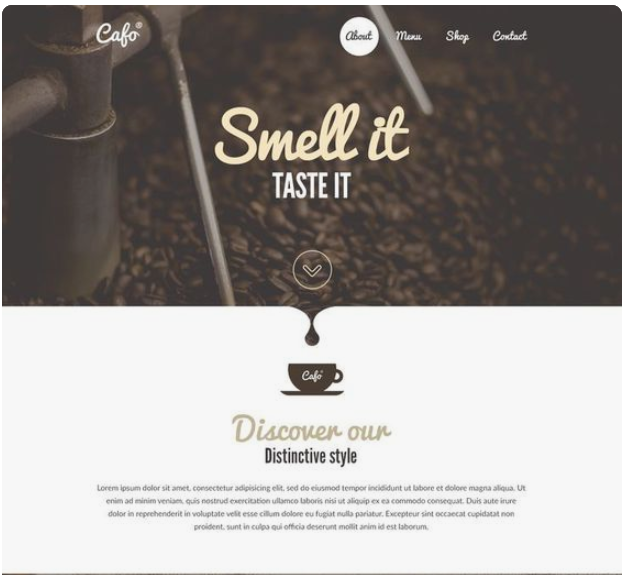 Cafo®
About Menu Shop Contact
Smell it
TASTE IT
Cafo®
Discover our
Distinctive style
Lorem ipsum dolor sit amet, consectetur adipisicing elit, sed do eiusmod tempor incididunt ut labore et dolore magna aliqua. Ut
enim ad minim veniam, quis nostrud exercitation ullamco laboris nisi ut aliquip ex ea commodo consequat. Duis aute irure
dolor in reprehenderit in voluptate velit esse cillum dolore eu fugiat nulla pariatur. Excepteur sint occaecat cupidatat non
proident, sunt in culpa qui officia deserunt mollit anim id est laborum.